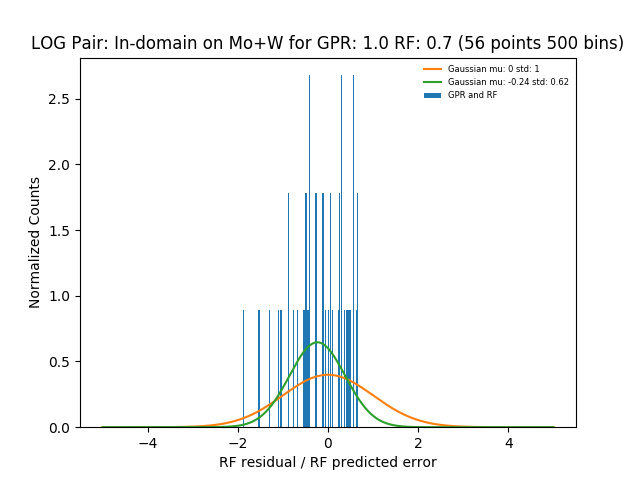 LOG Pair: In-domain on Mo+W for GPR: 1.0 RF: 0.7 (56 points 500 bins)
Gaussian mu: 0 std: 1
Gaussian mu: -0.24 std: 0.62
GPR and RF
Normalized Counts
2.5
2.0
1.5
1.0
0.5
0.0
−4 −2 0 2 4
RF residual / RF predicted error